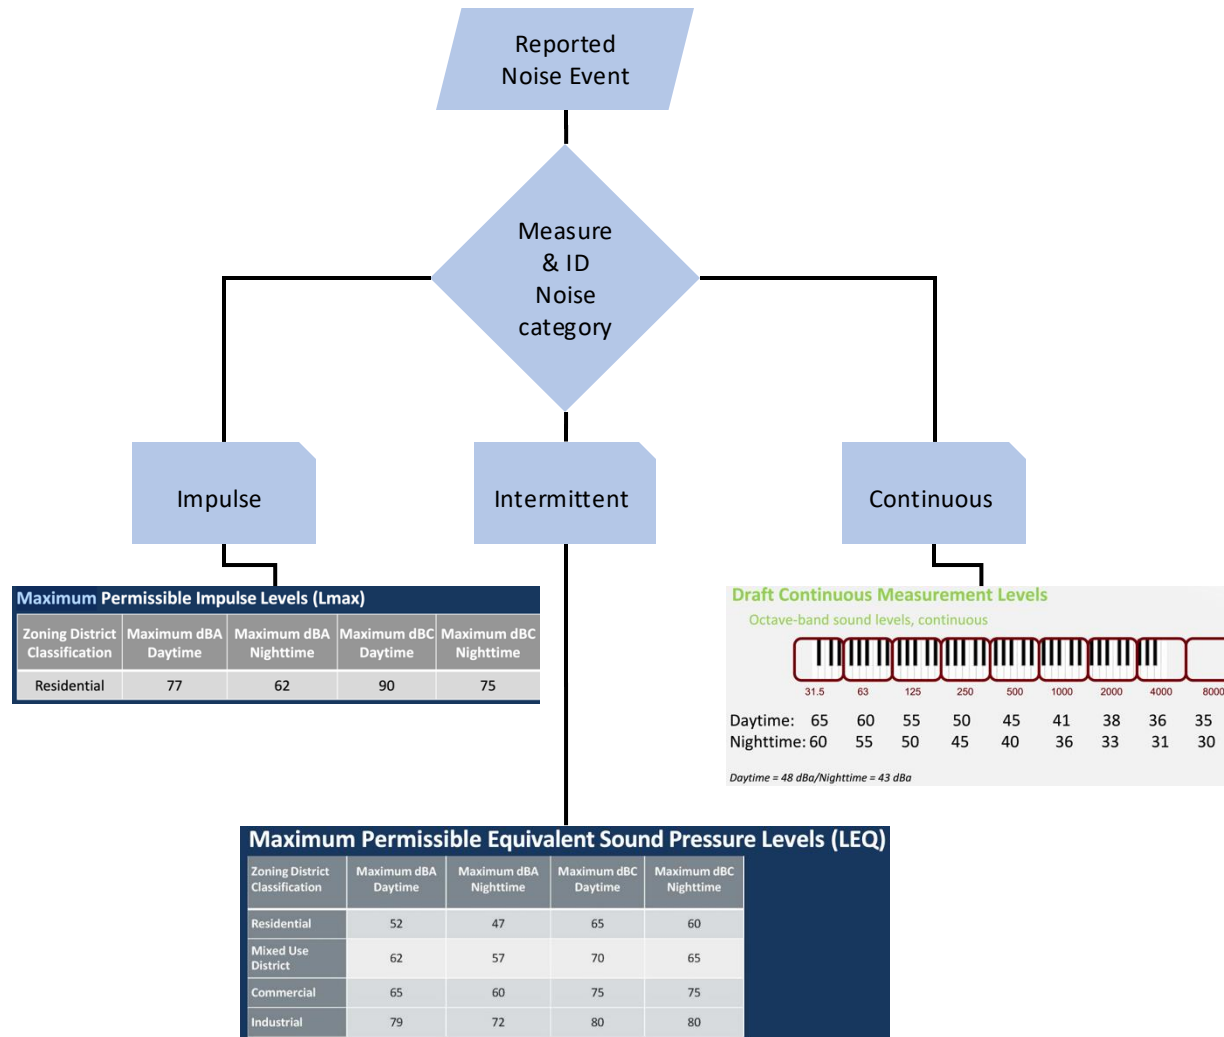 Reported
Noise Event
Measure
& ID
Noise
category
Impulse
Intermittent
Continuous
Maximum Permissible Impulse Levels (Lmax)
Zoning District Classification Maximum dBA Daytime Maximum dBA Nighttime Maximum dBC Daytime Maximum dBC Nighttime
Residential 77 62 90 75
Draft Continuous Measurement Levels
Octave-band sound levels, continuous
31.5 63 125 250 500 1000 2000 4000 8000
Daytime: 65 60 55 50 45 41 38 36 35
Nighttime: 60 55 50 45 40 36 33 31 30
Daytime = 48 dBa/Nighttime = 43 dBa
Maximum Permissible Equivalent Sound Pressure Levels (LEQ)
Zoning District Classification Maximum dBA Daytime Maximum dBA Nighttime Maximum dBC Daytime Maximum dBC Nighttime
Residential 52 47 65 60
Mixed Use District 62 57 70 65
Commercial 65 60 75 75
Industrial 79 72 80 80